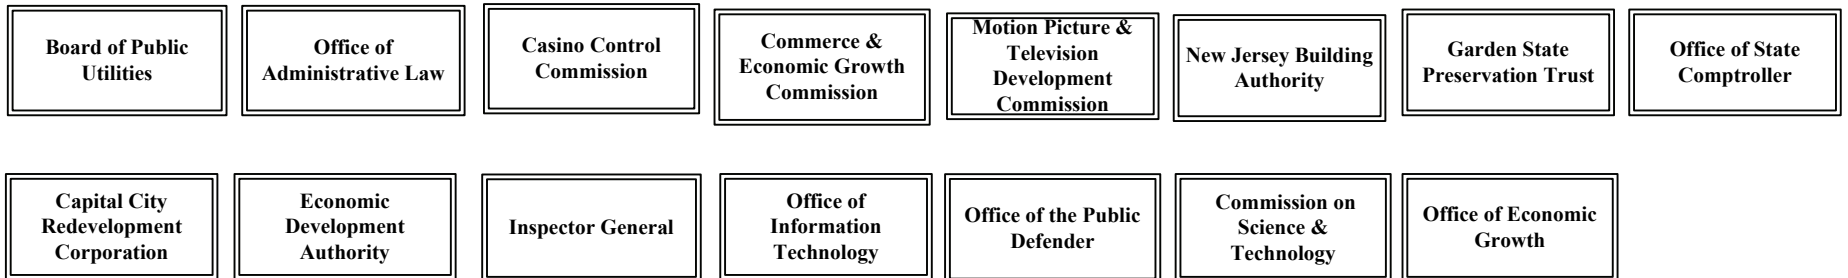 Board of Public
Utilities
Office of
Administrative Law
Casino Control
Commission
Commerce &
Economic Growth
Commission
Motion Picture &
Television
Development
Commission
New Jersey Building
Authority
Garden State
Preservation Trust
Office of State
Comptroller
Capital City
Redevelopment
Corporation
Economic
Development
Authority
Inspector General
Office of
Information
Technology
Office of the Public
Defender
Commission on
Science &
Technology
Office of Economic
Growth